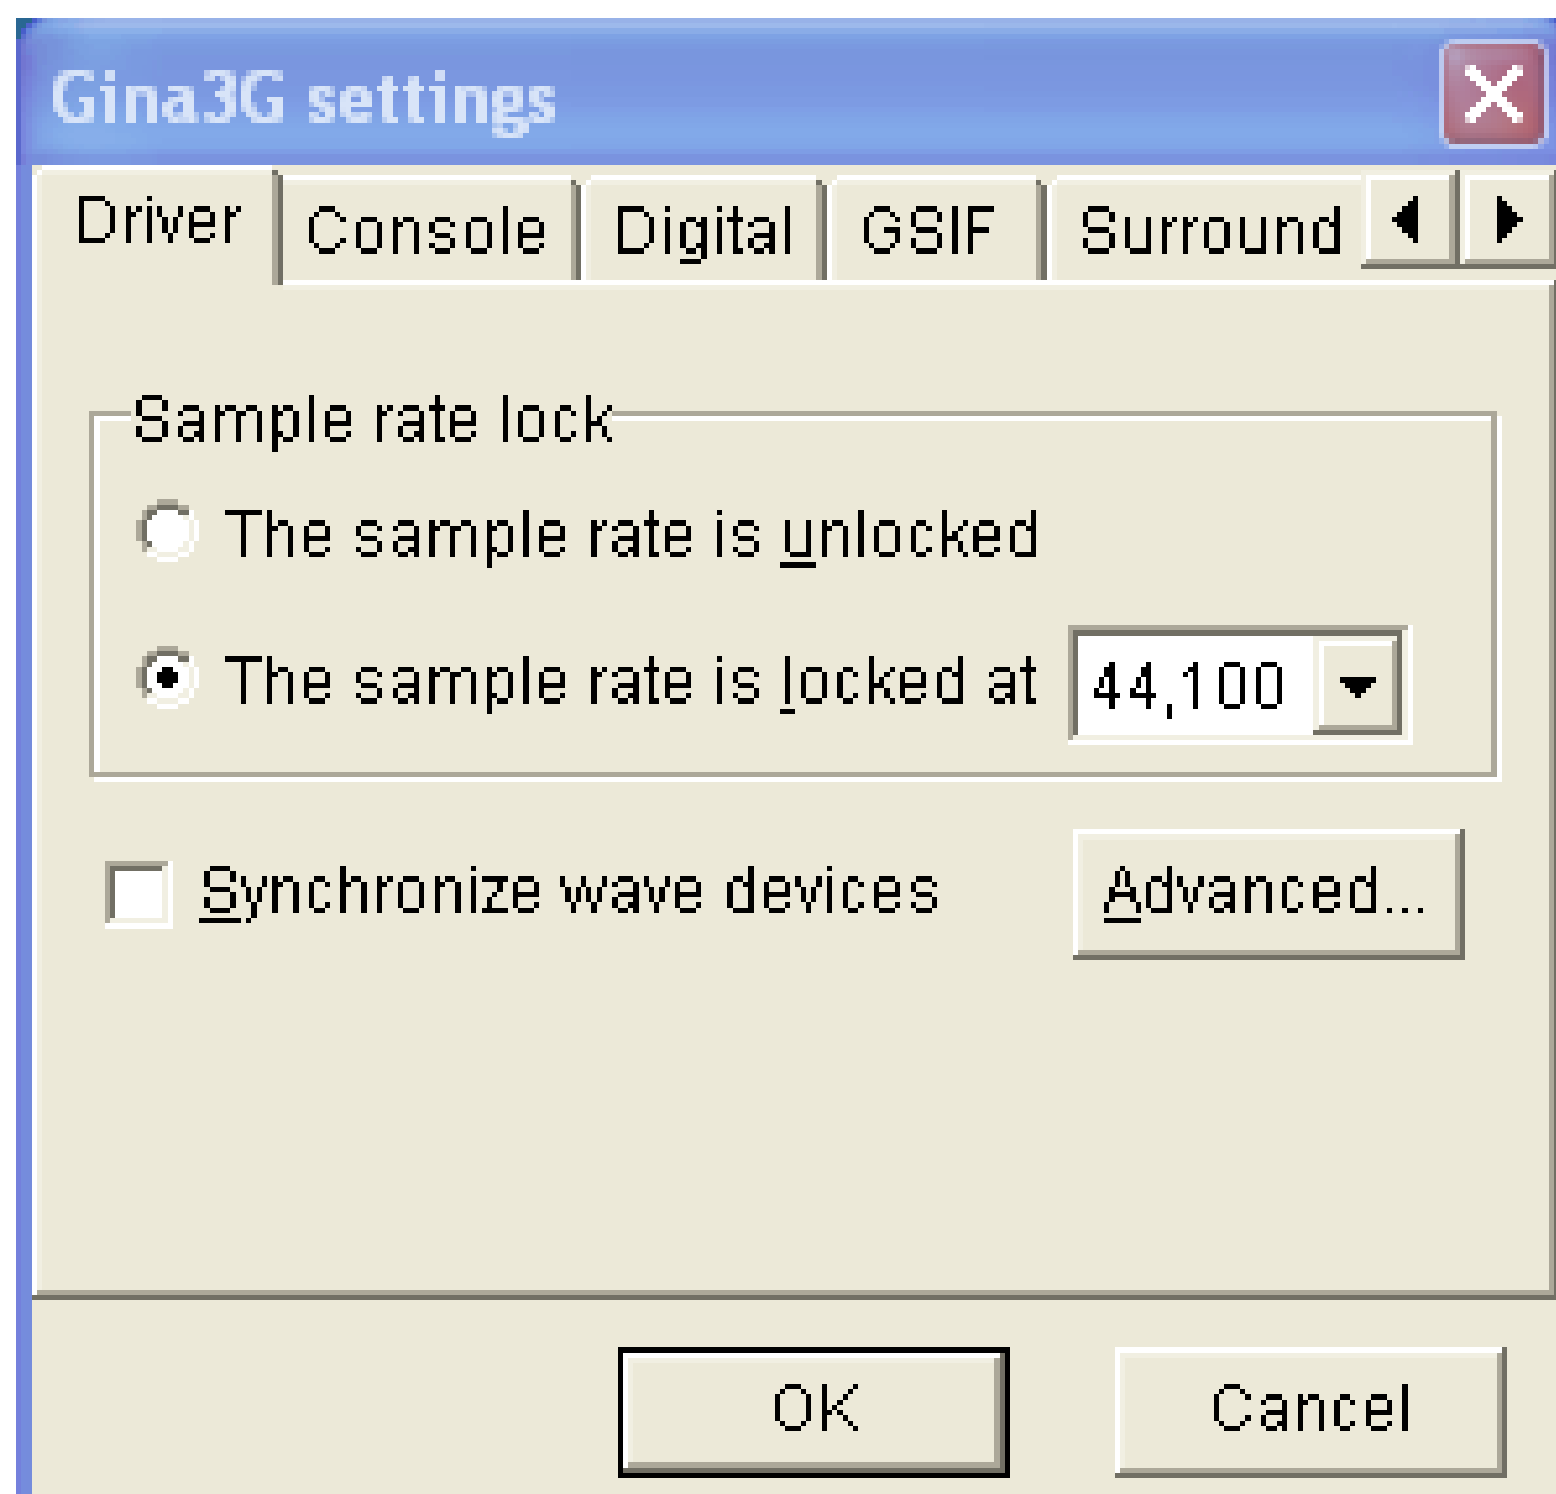 Gina3G settings
Driver Console Digital GSIF Surround
Sample rate lock
The sample rate is unlocked
The sample rate is locked at 44,100
Synchronize wave devices Advanced...
OK Cancel